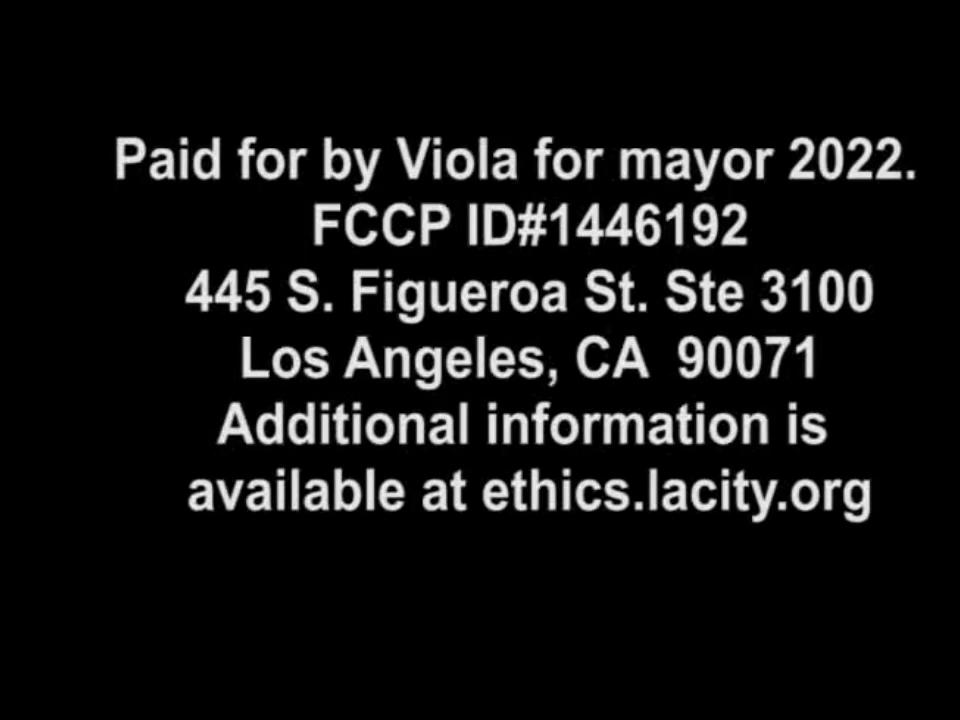 Paid for by Viola for mayor 2022.
FCCP ID#1446192
445 S. Figueroa St. Ste 3100
Los Angeles, CA 90071
Additional information is
available at ethics.lacity.org